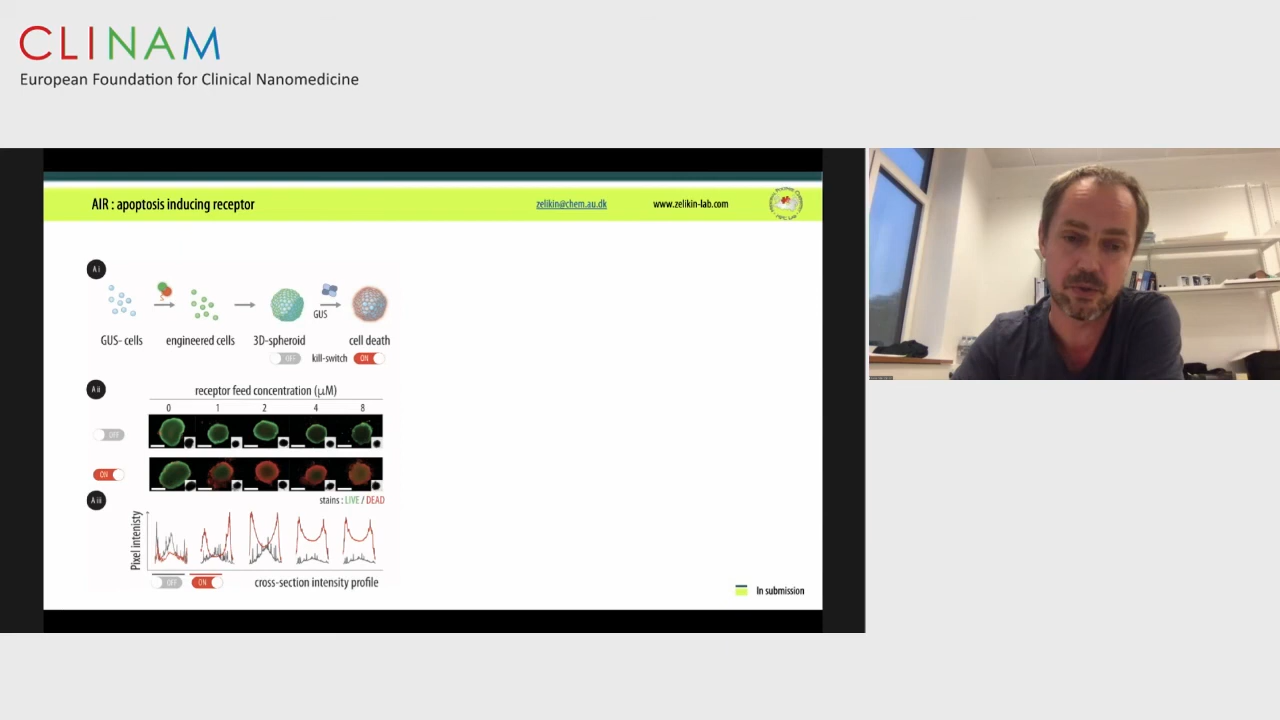 CLINAM
European Foundation for Clinical Nanomedicine
AIR : apoptosis inducing receptor
zelikin@chem.au.dk
www.zelikin-lab.com
A i
GUS
GUS- cells engineered cells 3D-spheroid cell death
OFF kill-switch ON
A ii
receptor feed concentration (μM)
0 1 2 4 8
OFF
ON
stains : LIVE / DEAD
A iii
Pixel intenisty
OFF ON cross-section intensity profile
In submission